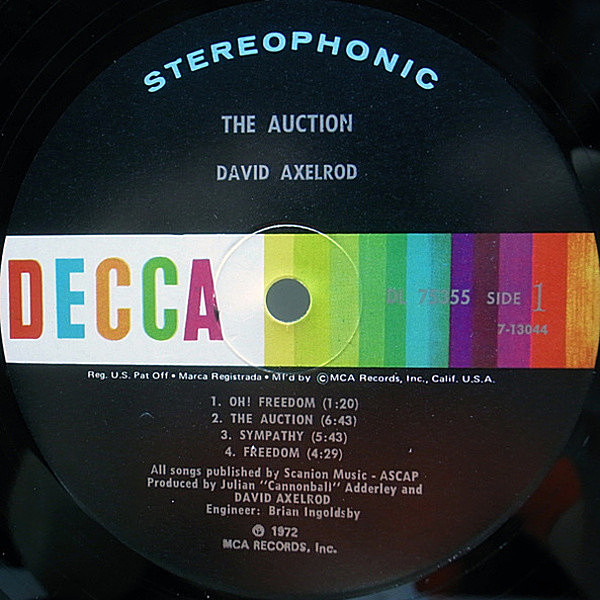 STEREOPHONIC
THE AUCTION
DAVID AXELROD
DECCA
DL 75355 SIDE 1
7-13044
Reg. U.S. Pat Off • Marca Registrada • Mf'd by ©MCA Records, Inc., Calif. U.S.A.
1. OH! FREEDOM (1:20)
2. THE AUCTION (6:43)
3. SYMPATHY (5:43)
4. FREEDOM (4:29)
All songs published by Scanion Music - ASCAP
Produced by Julian "Cannonball" Adderley and
DAVID AXELROD
Engineer: Brian Ingoldsby
℗ 1972
MCA RECORDS, Inc.